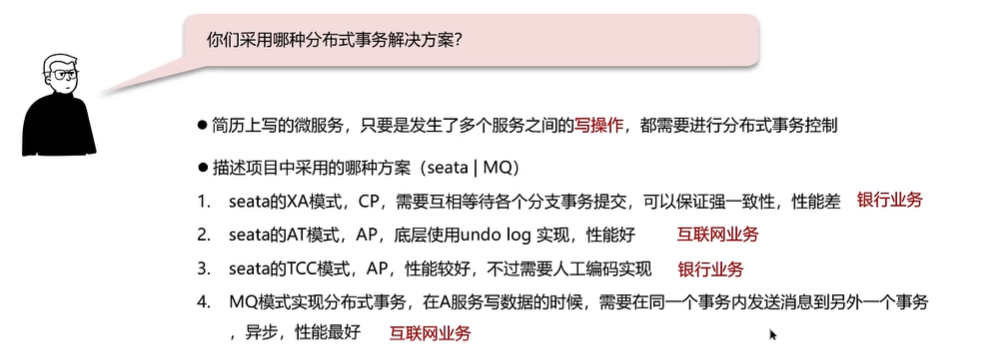 你们采用哪种分布式事务解决方案?
● 简历上写的微服务，只要是发生了多个服务之间的写操作，都需要进行分布式事务控制
● 描述项目中采用的哪种方案（seata | MQ）
1. seata的XA模式，CP，需要互相等待各个分支事务提交，可以保证强一致性，性能差 银行业务
2. seata的AT模式，AP，底层使用undo log 实现，性能好 互联网业务
3. seata的TCC模式，AP，性能较好，不过需要人工编码实现 银行业务
4. MQ模式实现分布式事务，在A服务写数据的时候，需要在同一个事务内发送消息到另外一个事务
，异步，性能最好 互联网业务